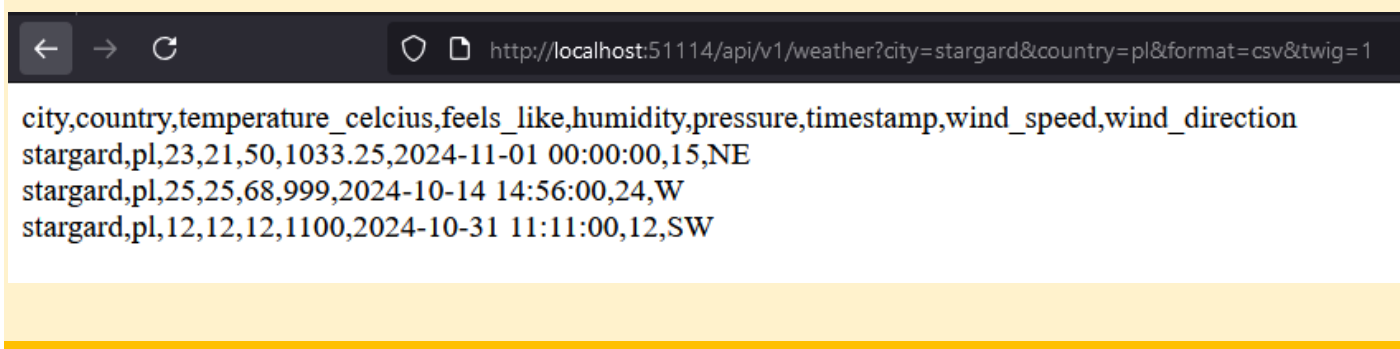 http://localhost:51114/api/v1/weather?city=stargard&country=pl&format=csv&twig=1
city,country,temperature_celcius,feels_like,humidity,pressure,timestamp,wind_speed,wind_direction
stargard,pl,23,21,50,1033.25,2024-11-01 00:00:00,15,NE
stargard,pl,25,25,68,999,2024-10-14 14:56:00,24,W
stargard,pl,12,12,12,1100,2024-10-31 11:11:00,12,SW